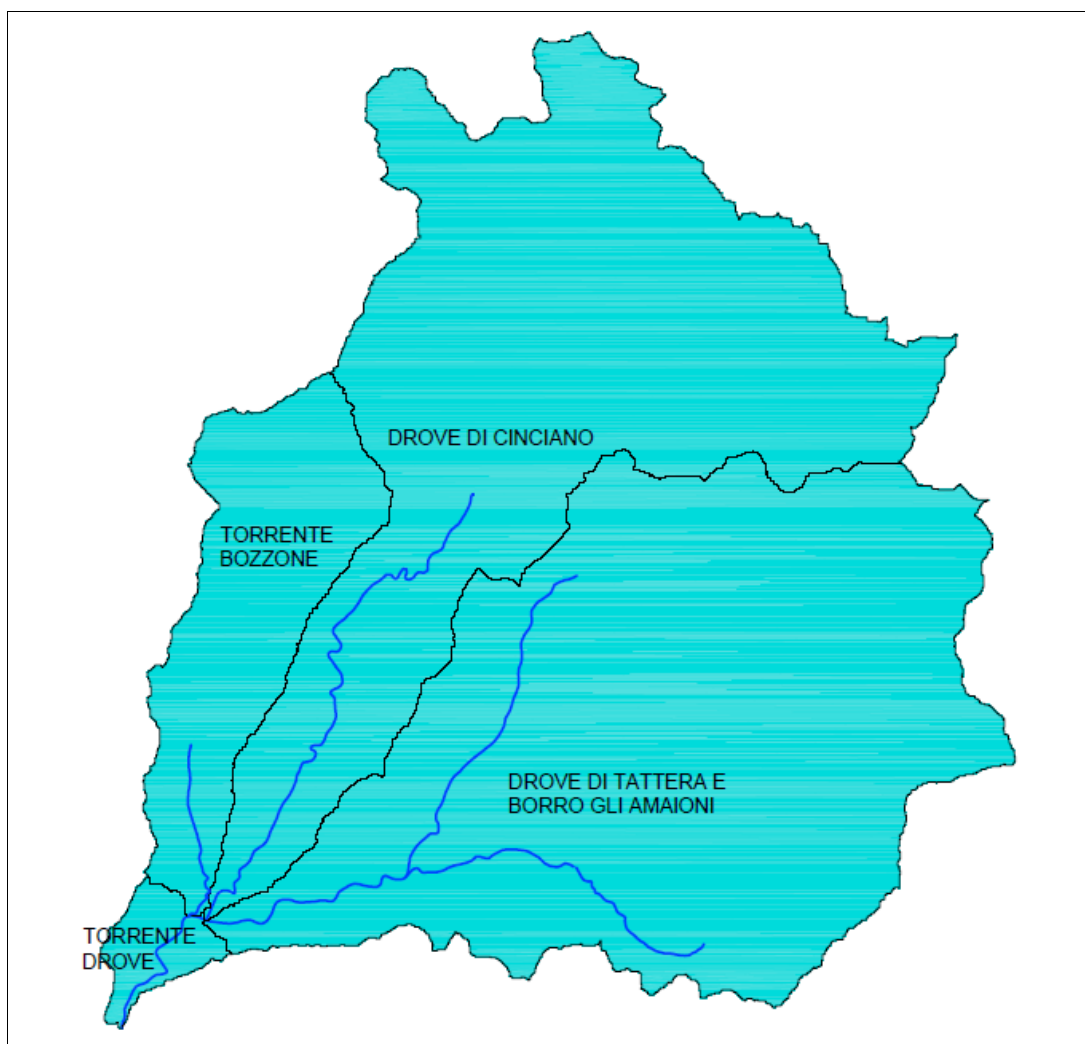 DROVE DI CINCIANO
TORRENTE
BOZZONE
DROVE DI TATTERA E
BORRO GLI AMAIONI
TORRENTE
DROVE